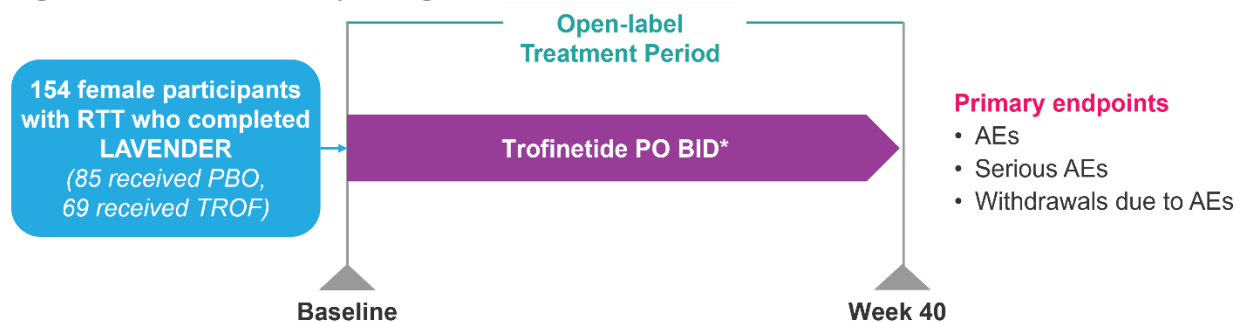 Open-label
Treatment Period
154 female participants
with RTT who completed
LAVENDER
(85 received PBO,
69 received TROF)
Trofinetide PO BID*
Primary endpoints
• AEs
• Serious AEs
• Withdrawals due to AEs
Baseline
Week 40